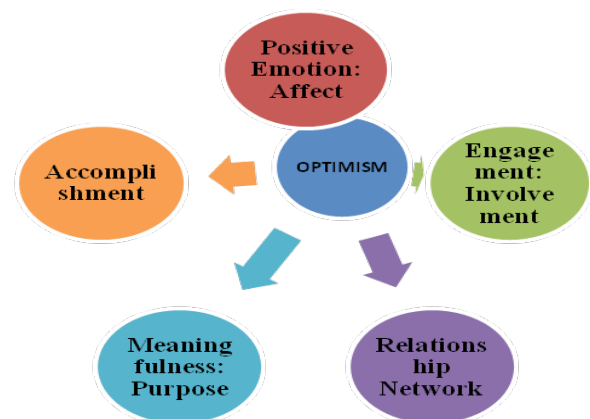 Positive
Emotion:
Affect
OPTIMISM
Accompli
shment
Engage
ment:
Involve
ment
Meaning
fulness:
Purpose
Relations
hip
Network